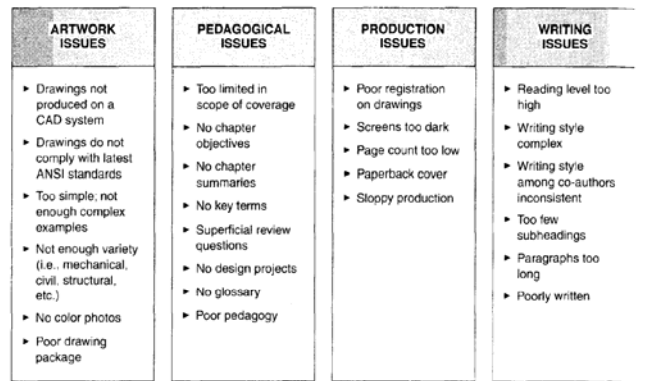 ARTWORK
ISSUES
► Drawings not
produced on a
CAD system
► Drawings do not
comply with latest
ANSI standards
► Too simple; not
enough complex
examples
► Not enough variety
(i.e., mechanical,
civil, structural,
etc.)
► No color photos
► Poor drawing
package
PEDAGOGICAL
ISSUES
► Too limited in
scope of coverage
► No chapter
objectives
► No chapter
summaries
► No key terms
► Superficial review
questions
► No design projects
► No glossary
► Poor pedagogy
PRODUCTION
ISSUES
► Poor registration
on drawings
► Screens too dark
► Page count too low
► Paperback cover
► Sloppy production
WRITING
ISSUES
► Reading level too
high
► Writing style
complex
► Writing style
among co-authors
inconsistent
► Too few
subheadings
► Paragraphs too
long
► Poorly written